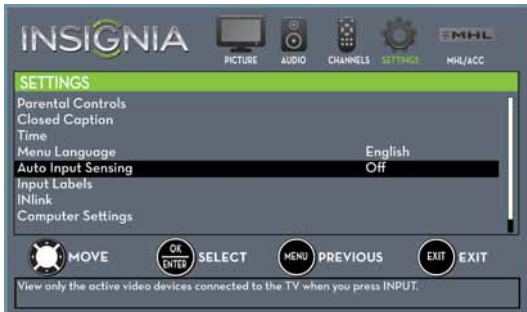 INSIGNIA
PICTURE AUDIO CHANNELS SETTINGS MHL MHL/ACC
SETTINGS
Parental Controls
Closed Caption
Time
Menu Language English
Auto Input Sensing Off
Input Labels
INlink
Computer Settings
MOVE OK ENTER SELECT MENU PREVIOUS EXIT EXIT
View only the active video devices connected to the TV when you press INPUT.